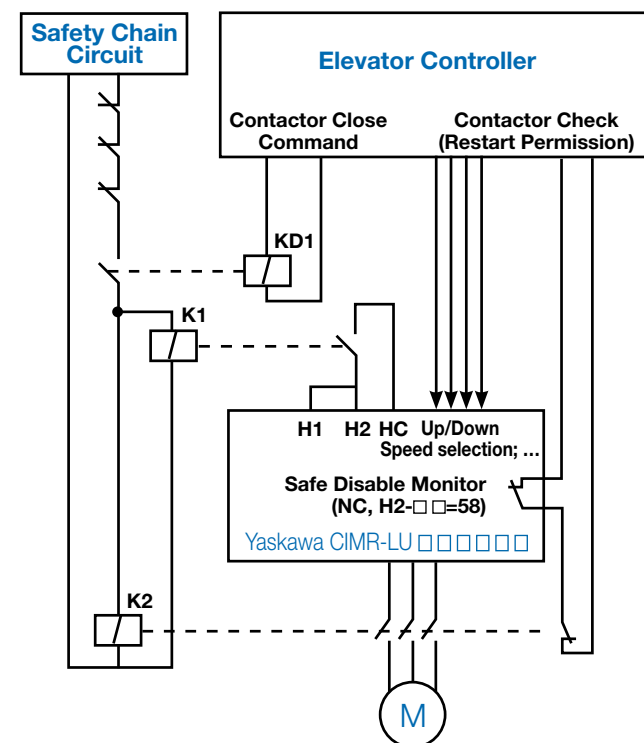 Safety Chain
Circuit
Elevator Controller
Contactor Close
Command
Contactor Check
(Restart Permission)
KD1
K1
H1 H2 HC Up/Down
Speed selection; ...
Safe Disable Monitor
(NC, H2-□ □=58)
Yaskawa CIMR-LU □ □ □ □ □ □
K2
M